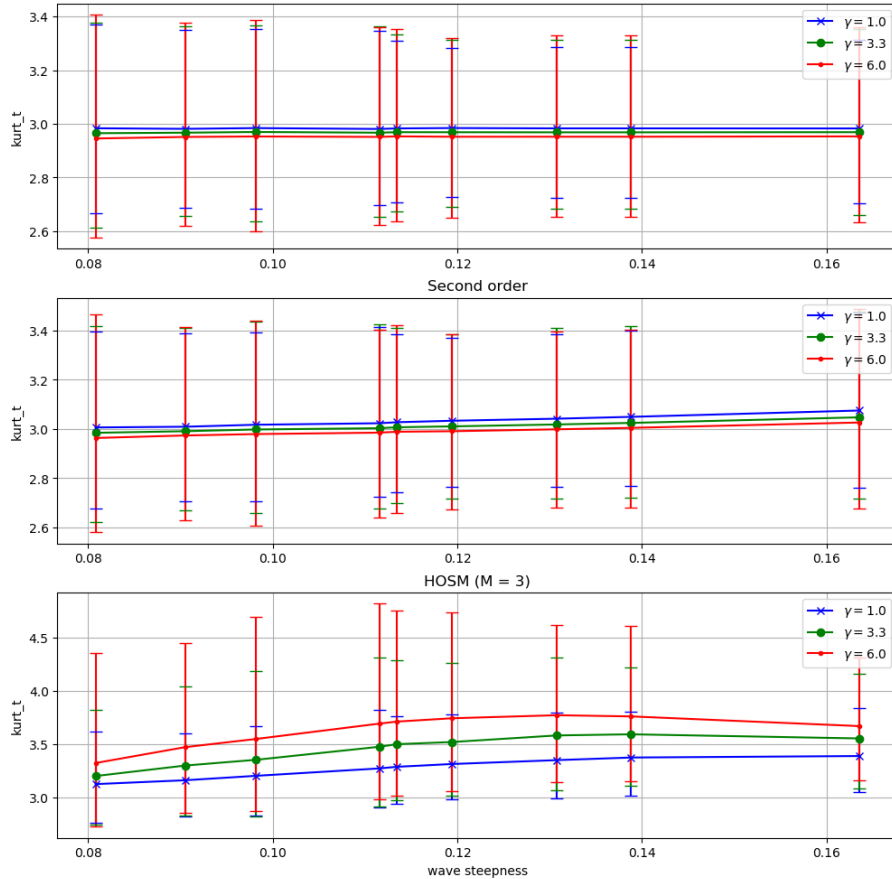 3.4
3.2
3.0
2.8
2.6
kurt_t
γ = 1.0
γ = 3.3
γ = 6.0
0.08 0.10 0.12 0.14 0.16
Second order
3.4
3.2
3.0
2.8
2.6
kurt_t
γ = 1.0
γ = 3.3
γ = 6.0
0.08 0.10 0.12 0.14 0.16
HOSM (M = 3)
4.5
4.0
3.5
3.0
kurt_t
γ = 1.0
γ = 3.3
γ = 6.0
0.08 0.10 0.12 0.14 0.16
wave steepness